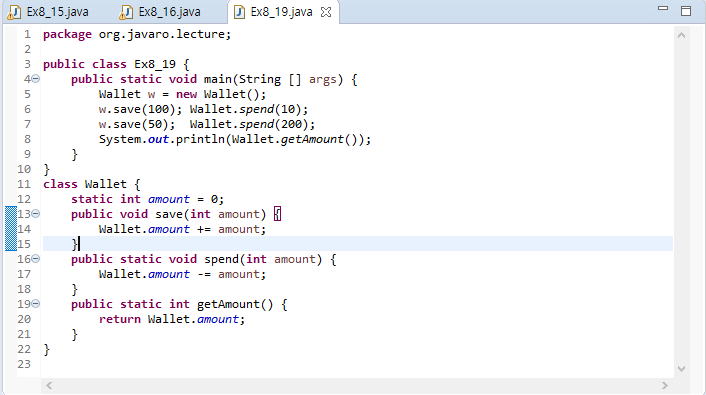 Ex8_15.java Ex8_16.java Ex8_19.java
1 package org.javaro.lecture;
2
3 public class Ex8_19 {
4 public static void main(String [] args) {
5 Wallet w = new Wallet();
6 w.save(100); Wallet.spend(10);
7 w.save(50); Wallet.spend(200);
8 System.out.println(Wallet.getAmount());
9 }
10 }
11 class Wallet {
12 static int amount = 0;
13 public void save(int amount) {
14 Wallet.amount += amount;
15 }
16 public static void spend(int amount) {
17 Wallet.amount -= amount;
18 }
19 public static int getAmount() {
20 return Wallet.amount;
21 }
22 }
23